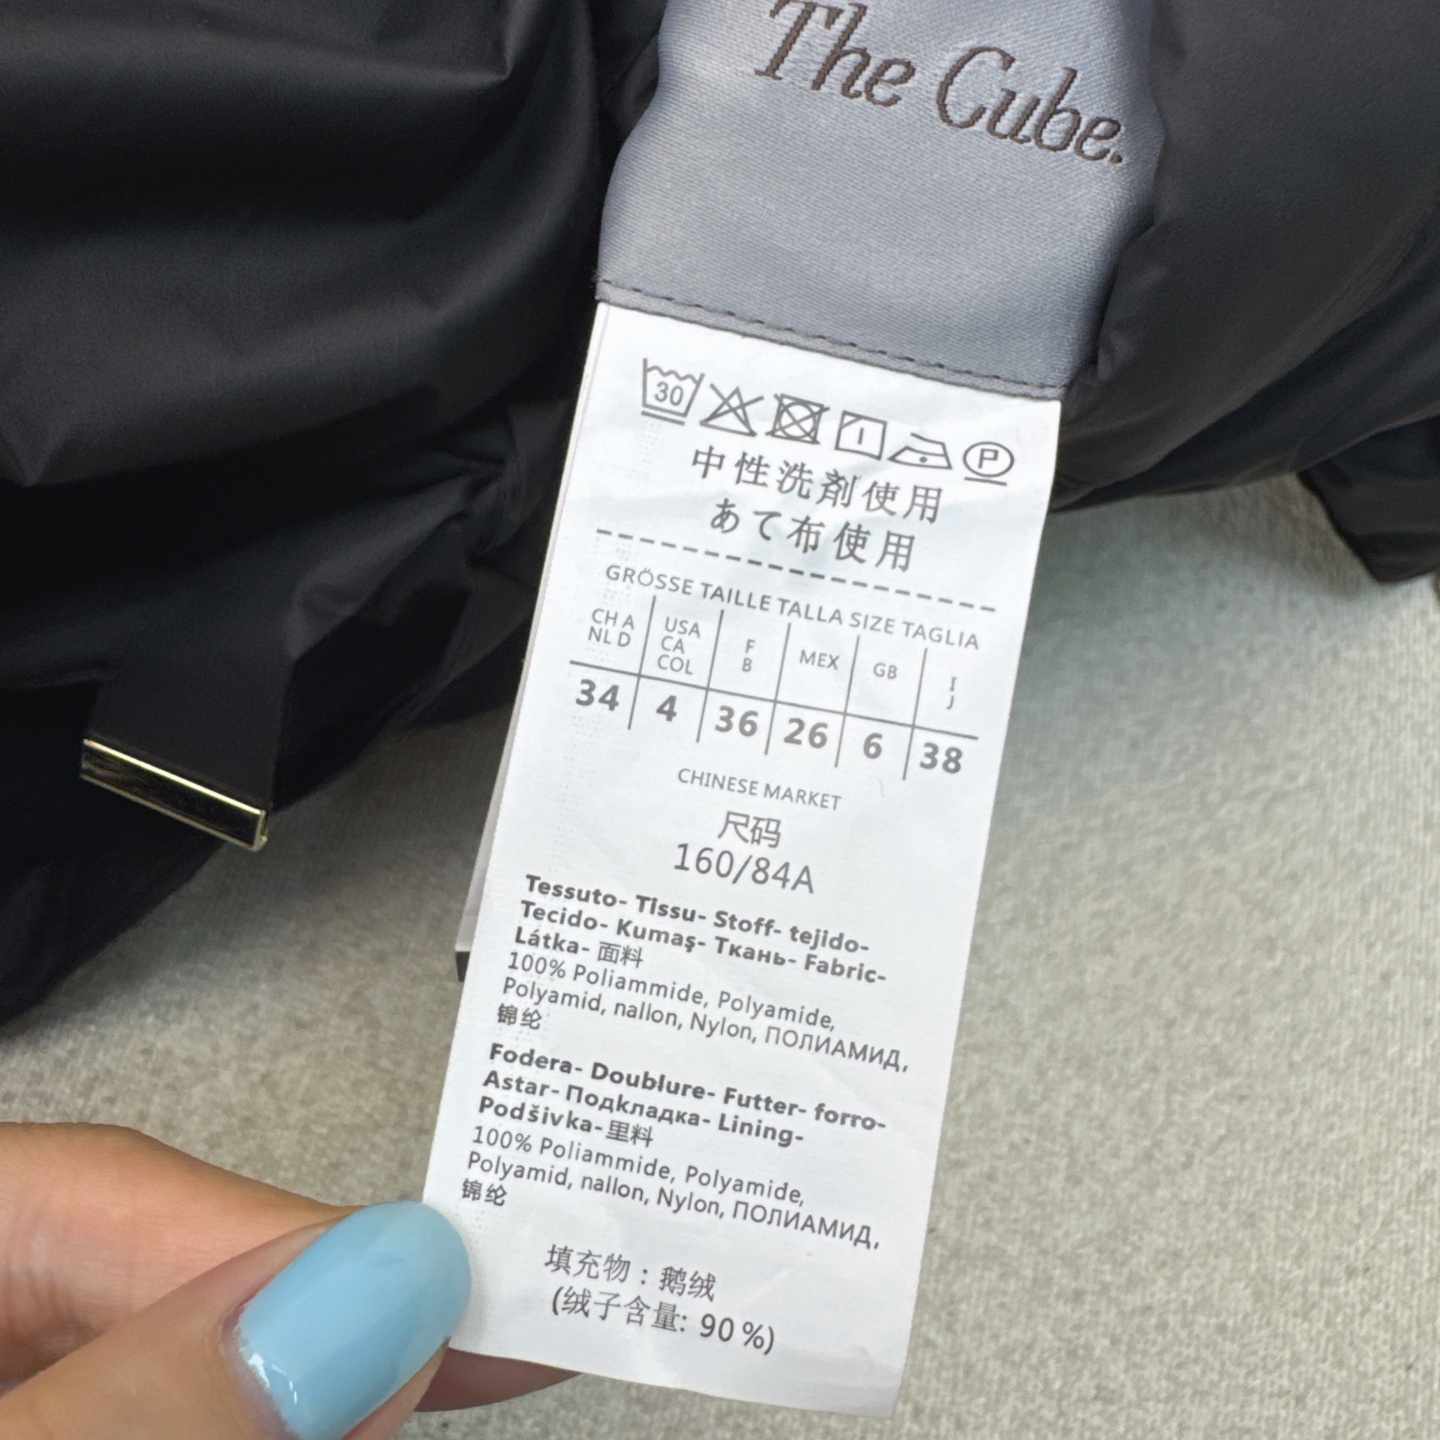 The Cube.
30 P
中性洗剤使用
あて布使用
GRÖSSE TAILLE TALLA SIZE TAGLIA
CH A NL D USA CA COL F B MEX GB I J
34 4 36 26 6 38
CHINESE MARKET
尺码
160/84A
Tessuto- Tissu- Stoff- tejido-
Tecido- Kumaş- Ткань- Fabric-
Látka- 面料
100% Poliammide, Polyamide,
Polyamid, nallon, Nylon, ПОЛИАМИД,
锦纶
Fodera- Doublure- Futter- forro-
Astar- Подкладка- Lining-
Podšivka-里料
100% Poliammide, Polyamide,
Polyamid, nallon, Nylon, ПОЛИАМИД,
锦纶
填充物：鹅绒
(绒子含量: 90%)